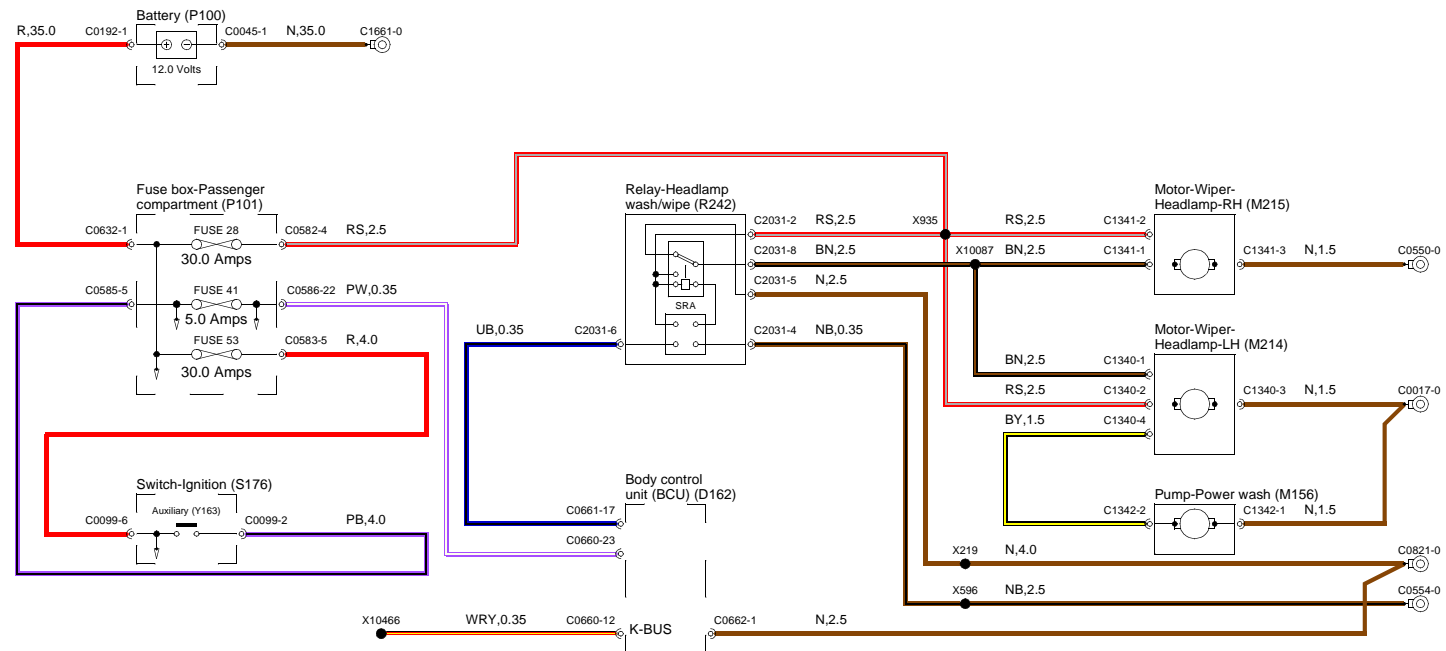 Battery (P100)
R,35.0
C0192-1
C0045-1
N,35.0
C1661-0
12.0 Volts
Fuse box-Passenger
compartment (P101)
C0632-1
FUSE 28
30.0 Amps
C0582-4
RS,2.5
C0585-5
FUSE 41
5.0 Amps
C0586-22
PW,0.35
FUSE 53
30.0 Amps
C0583-5
R,4.0
Switch-Ignition (S176)
Auxiliary (Y163)
C0099-6
C0099-2
PB,4.0
Relay-Headlamp
wash/wipe (R242)
SRA
C2031-2
RS,2.5
X935
RS,2.5
C1341-2
C2031-8
BN,2.5
X10087
BN,2.5
C1341-1
C2031-5
N,2.5
UB,0.35
C2031-6
C2031-4
NB,0.35
Motor-Wiper-
Headlamp-RH (M215)
C1341-3
N,1.5
C0550-0
Motor-Wiper-
Headlamp-LH (M214)
BN,2.5
C1340-1
RS,2.5
C1340-2
BY,1.5
C1340-4
C1340-3
N,1.5
C0017-0
Pump-Power wash (M156)
C1342-2
C1342-1
N,1.5
Body control
unit (BCU) (D162)
C0661-17
C0660-23
X219
N,4.0
C0821-0
X596
NB,2.5
C0554-0
X10466
WRY,0.35
C0660-12
K-BUS
C0662-1
N,2.5